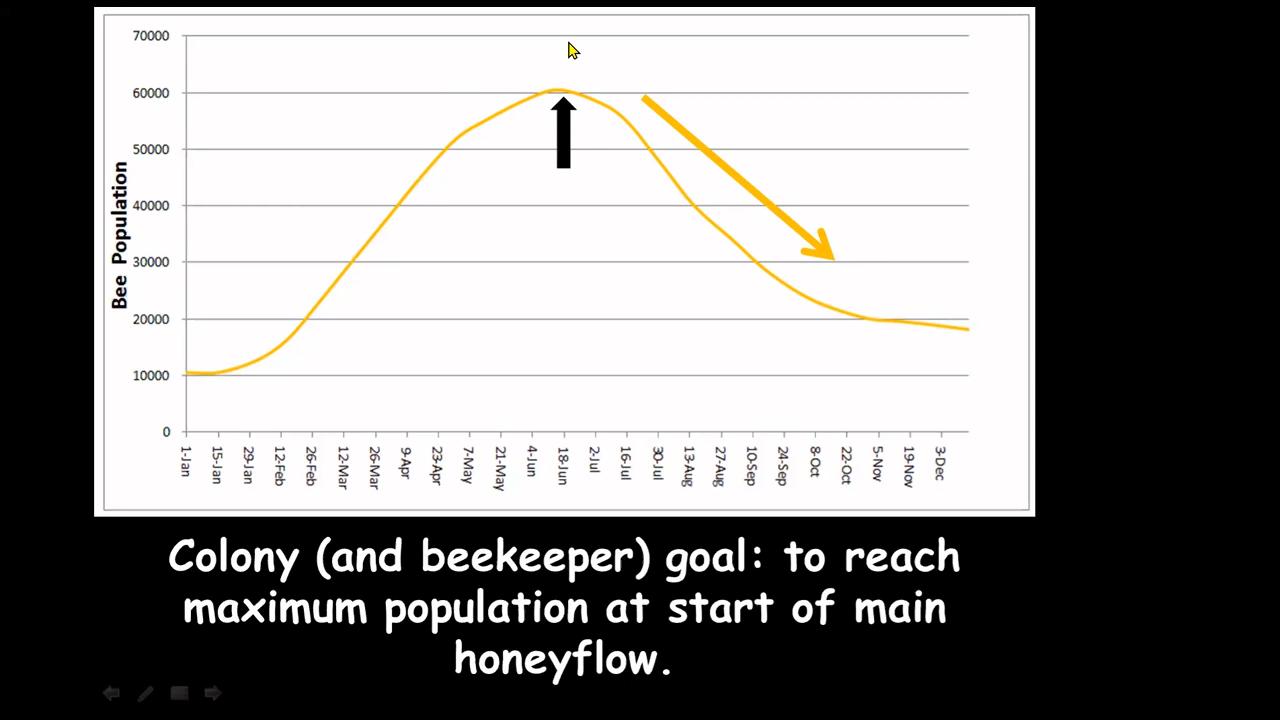 70000
60000
50000
40000
30000
20000
10000
0
Bee Population
1-Jan
15-Jan
29-Jan
12-Feb
26-Feb
12-Mar
26-Mar
9-Apr
23-Apr
7-May
21-May
4-Jun
18-Jun
2-Jul
16-Jul
30-Jul
13-Aug
27-Aug
10-Sep
24-Sep
8-Oct
22-Oct
5-Nov
19-Nov
3-Dec
Colony (and beekeeper) goal: to reach
maximum population at start of main
honeyflow.